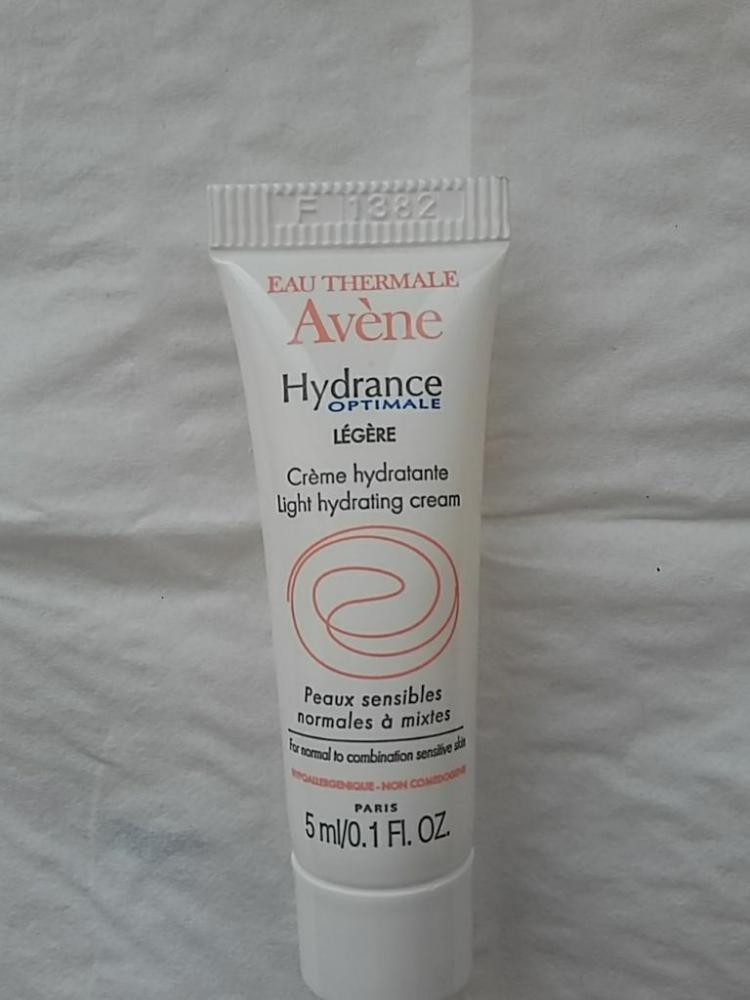 F 1382
EAU THERMALE
Avène
Hydrance
OPTIMALE
LÉGÈRE
Crème hydratante
Light hydrating cream
Peaux sensibles
normales à mixtes
For normal to combination sensitive skin
HYPOALLERGENIQUE - NON COMEDOGENE
PARIS
5 ml/0.1 Fl. OZ.